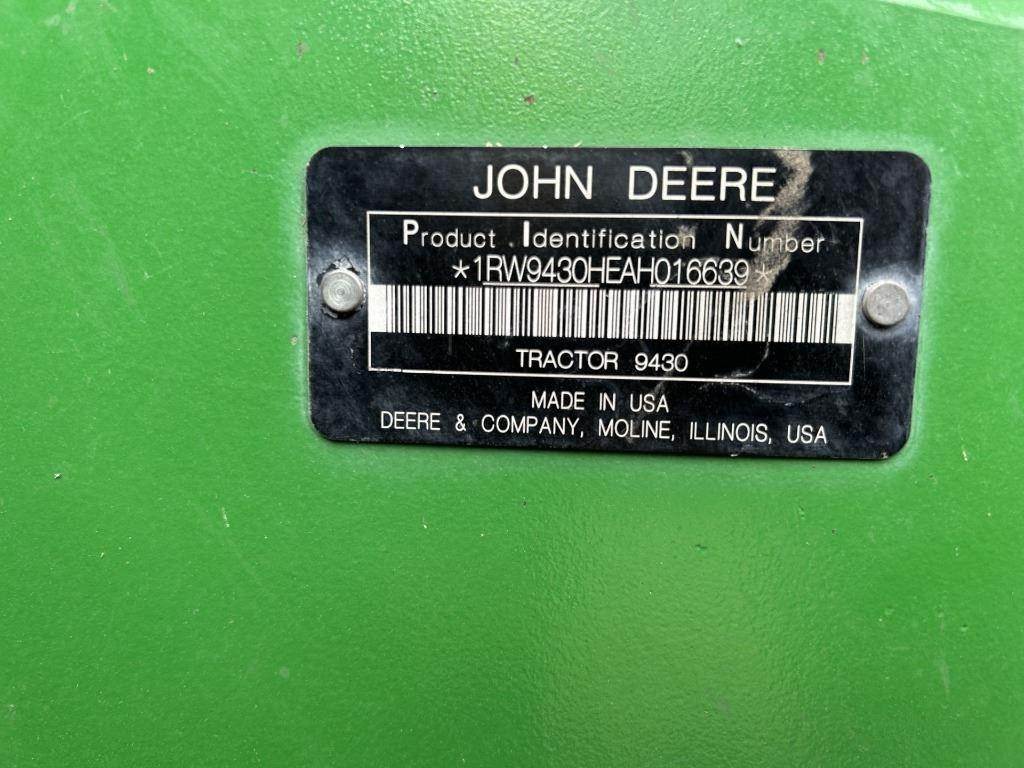 JOHN DEERE
Product Identification Number
*1RW9430HEAH016639*
TRACTOR 9430
MADE IN USA
DEERE & COMPANY, MOLINE, ILLINOIS, USA